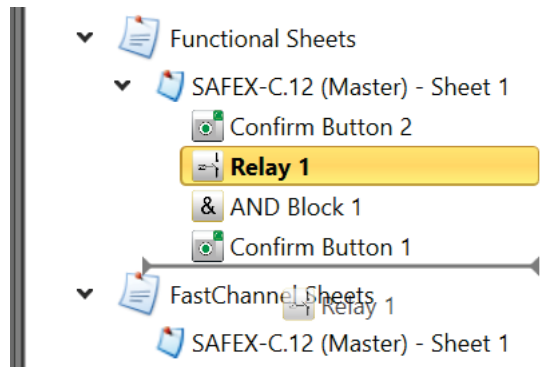 Functional Sheets
SAFEX-C.12 (Master) - Sheet 1
Confirm Button 2
Relay 1
& AND Block 1
Confirm Button 1
FastChannel Sheets
Relay 1
SAFEX-C.12 (Master) - Sheet 1